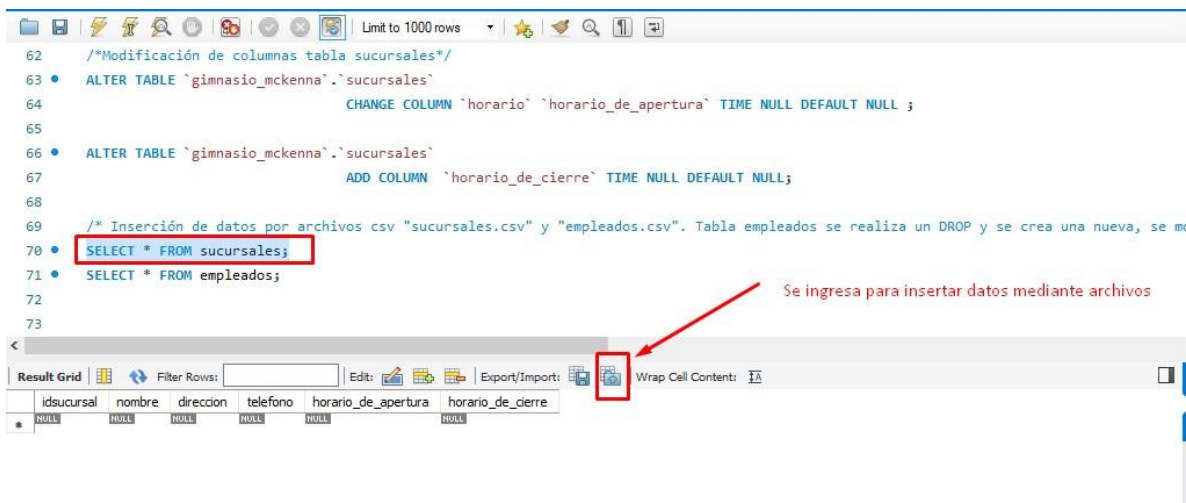 Limit to 1000 rows
62 /*Modificación de columnas tabla sucursales*/
63 ALTER TABLE `gimnasio_mckenna`.`sucursales`
64 CHANGE COLUMN `horario` `horario_de_apertura` TIME NULL DEFAULT NULL ;
65
66 ALTER TABLE `gimnasio_mckenna`.`sucursales`
67 ADD COLUMN `horario_de_cierre` TIME NULL DEFAULT NULL;
68
69 /* Inserción de datos por archivos csv "sucursales.csv" y "empleados.csv". Tabla empleados se realiza un DROP y se crea una nueva, se mo
70 SELECT * FROM sucursales;
71 SELECT * FROM empleados;
Se ingresa para insertar datos mediante archivos
72
73
Result Grid Filter Rows: Edit: Export/Import: Wrap Cell Content:
idsucursal nombre direccion telefono horario_de_apertura horario_de_cierre
NULL NULL NULL NULL NULL NULL